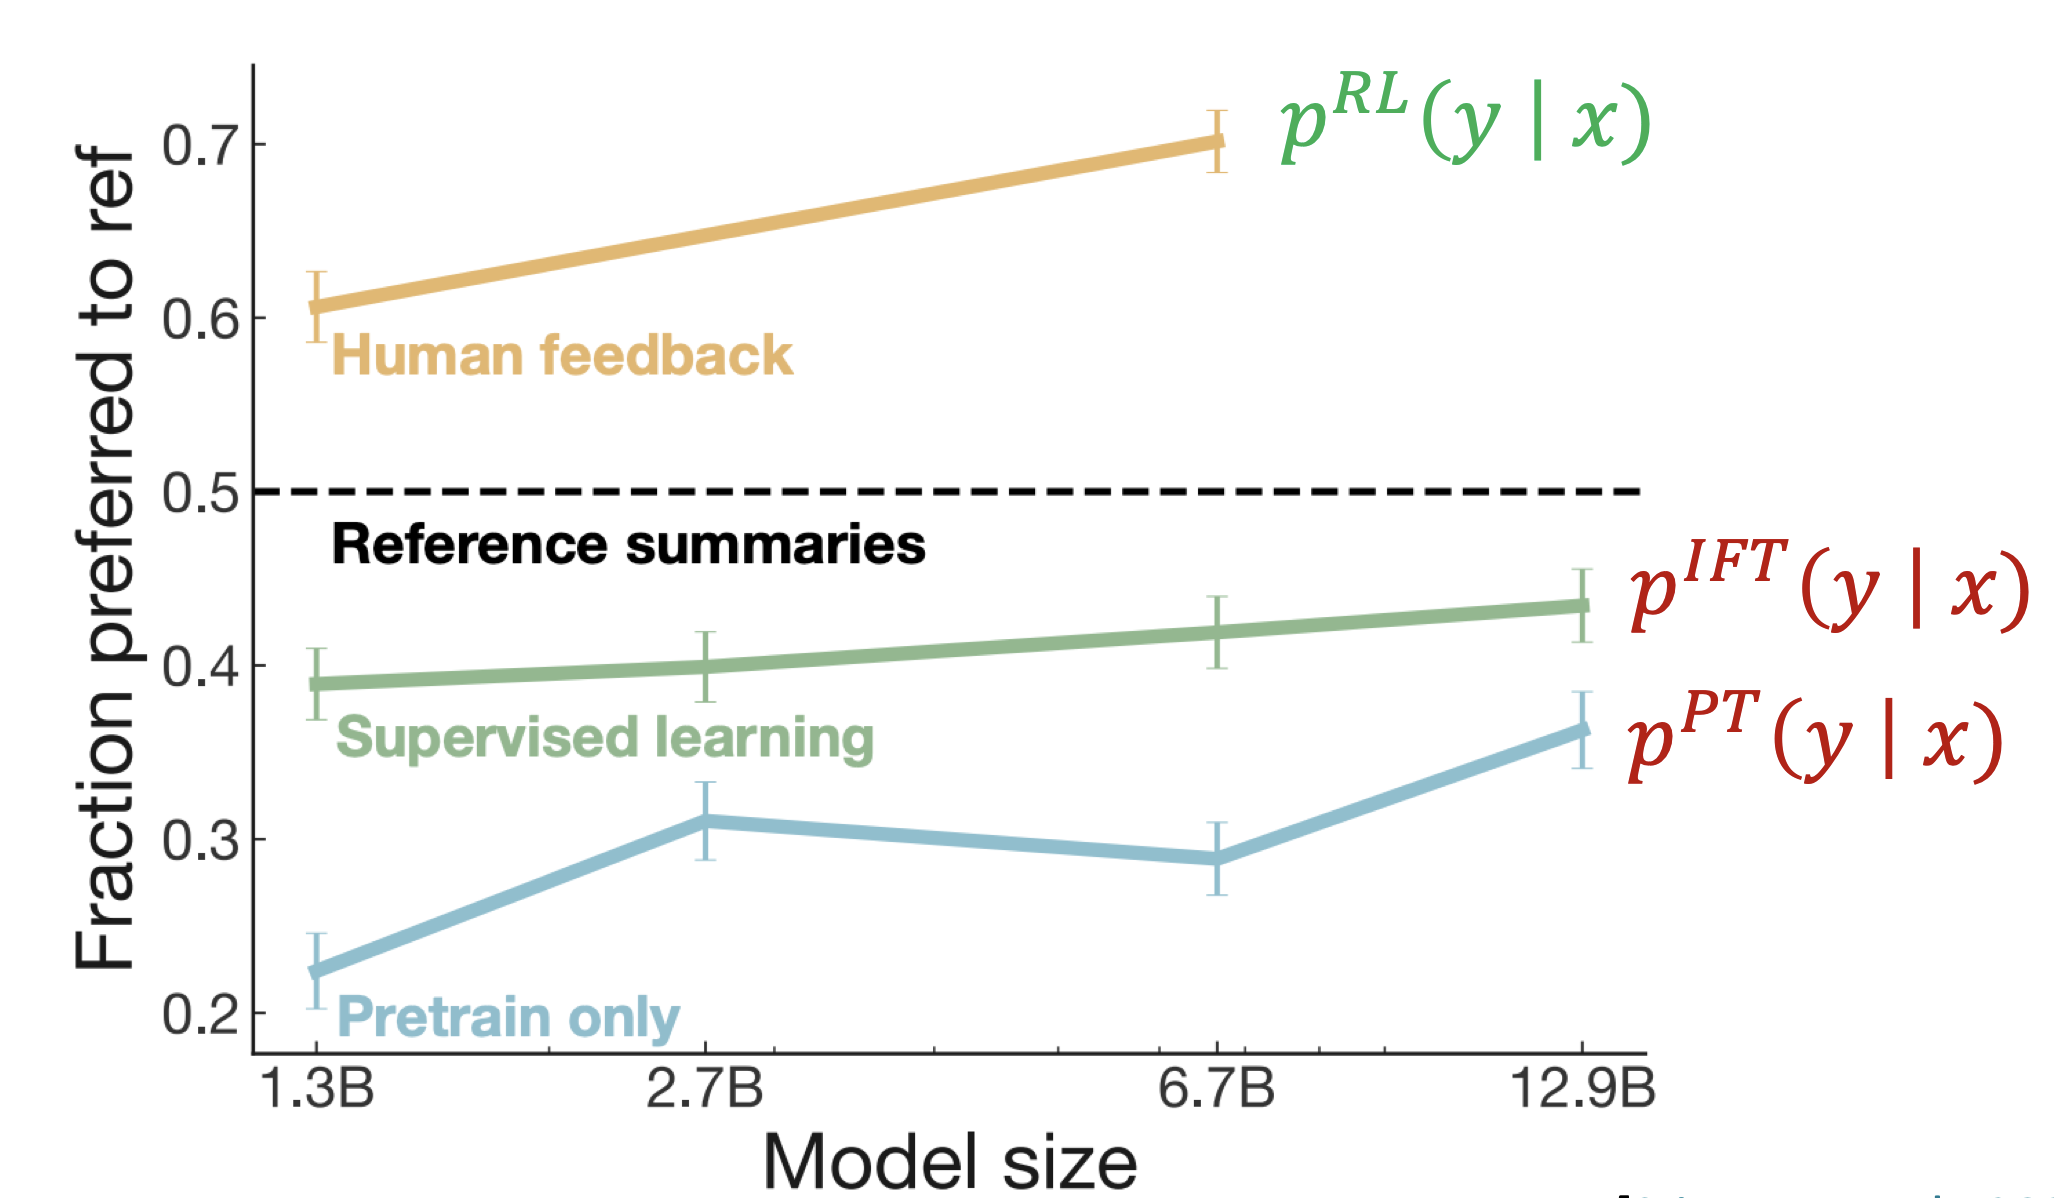 Fraction preferred to ref
0.7
0.6
0.5
0.4
0.3
0.2
p^{RL}(y | x)
Human feedback
Reference summaries
p^{IFT}(y | x)
Supervised learning
p^{PT}(y | x)
Pretrain only
1.3B 2.7B 6.7B 12.9B
Model size